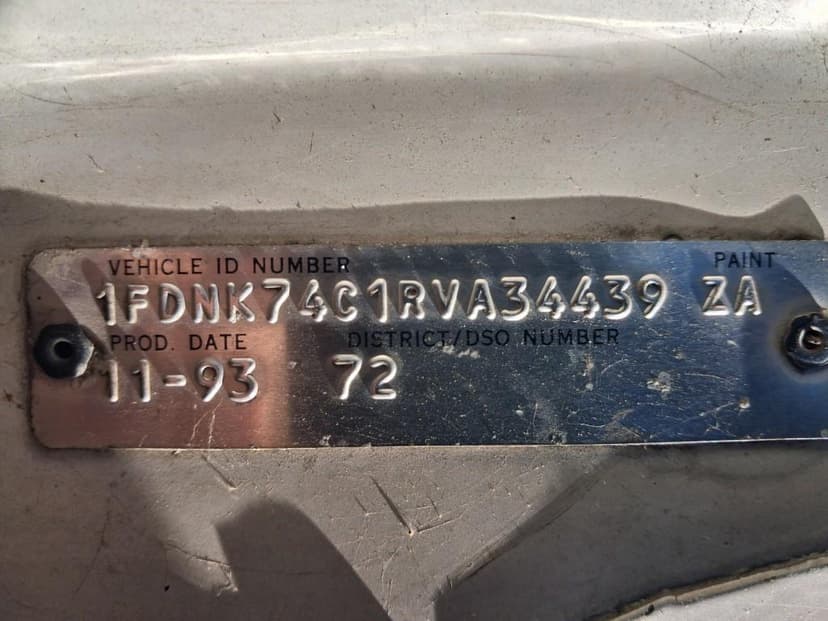 VEHICLE ID NUMBER PAINT
1FDNK74C1RVA34439 ZA
PROD. DATE DISTRICT/DSO NUMBER
11-93 72